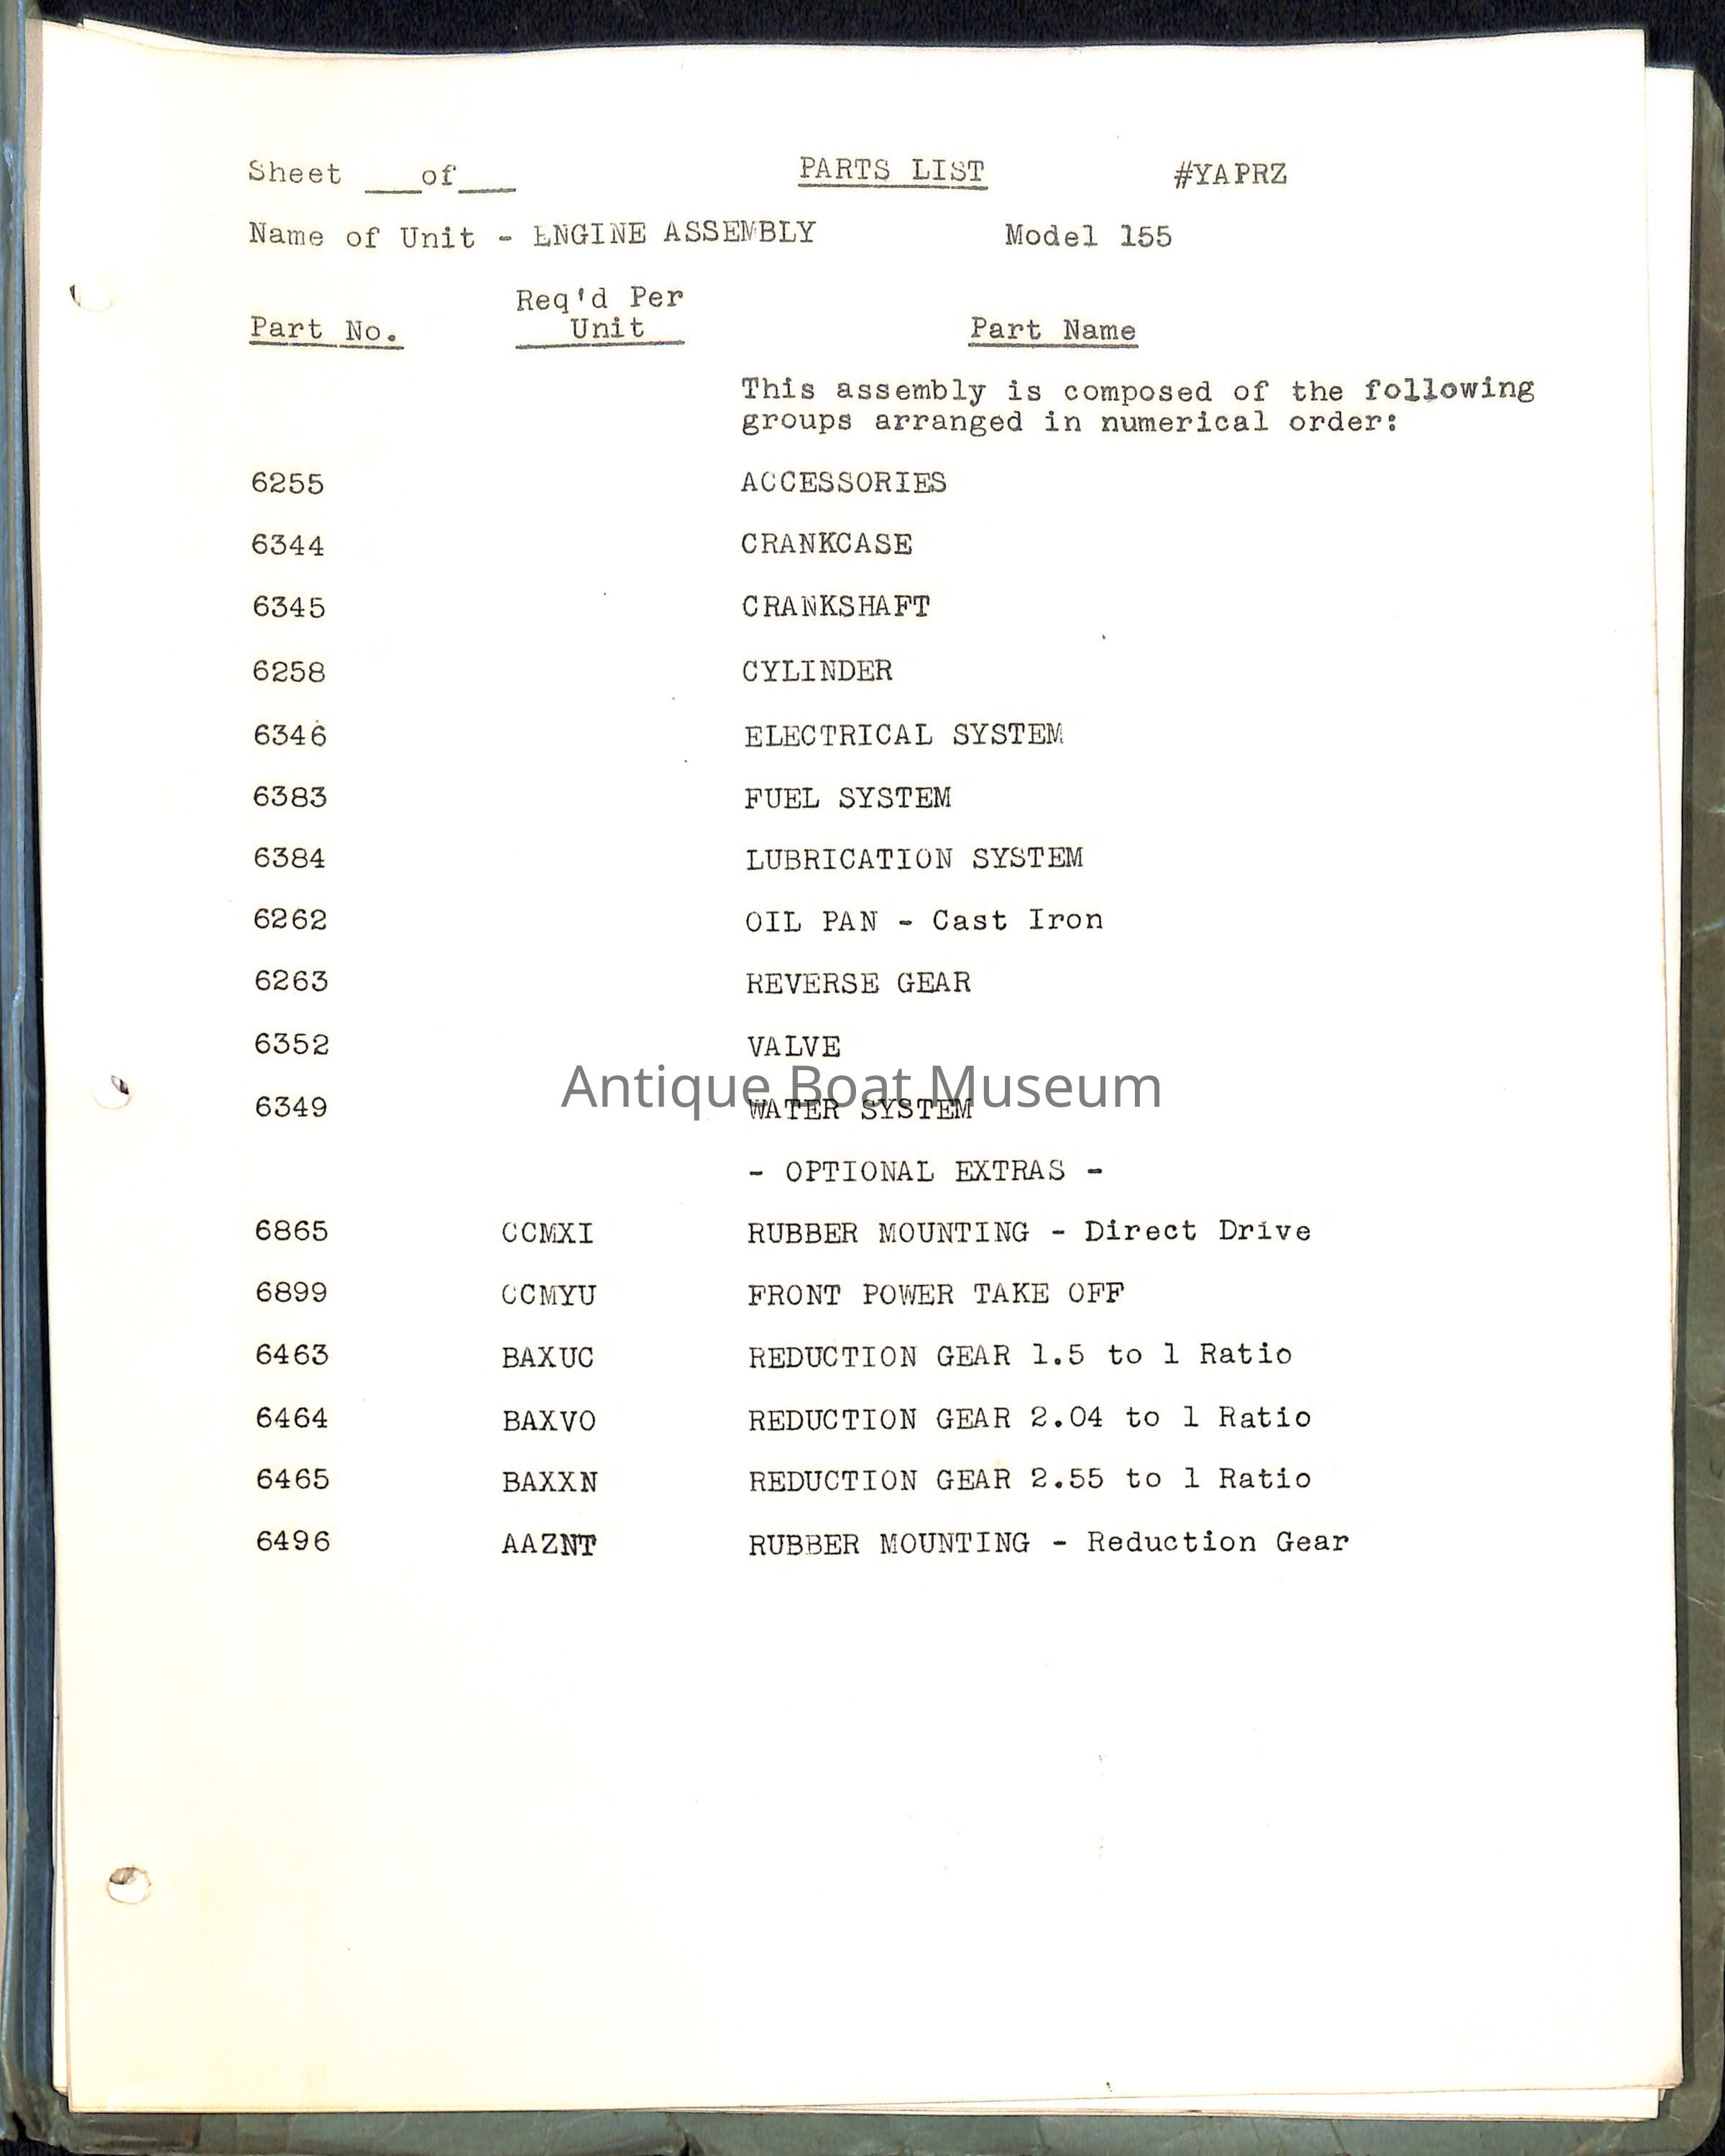 Sheet ___of___ PARTS LIST #YAPRZ
Name of Unit - ENGINE ASSEMBLY Model 155
Req'd Per
Part No. Unit Part Name
This assembly is composed of the following
groups arranged in numerical order:
6255 ACCESSORIES
6344 CRANKCASE
6345 CRANKSHAFT
6258 CYLINDER
6346 ELECTRICAL SYSTEM
6383 FUEL SYSTEM
6384 LUBRICATION SYSTEM
6262 OIL PAN - Cast Iron
6263 REVERSE GEAR
6352 VALVE
Antique Boat Museum
6349 WATER SYSTEM
- OPTIONAL EXTRAS -
6865 CCMXI RUBBER MOUNTING - Direct Drive
6899 CCMYU FRONT POWER TAKE OFF
6463 BAXUC REDUCTION GEAR 1.5 to 1 Ratio
6464 BAXVO REDUCTION GEAR 2.04 to 1 Ratio
6465 BAXXN REDUCTION GEAR 2.55 to 1 Ratio
6496 AAZNT RUBBER MOUNTING - Reduction Gear